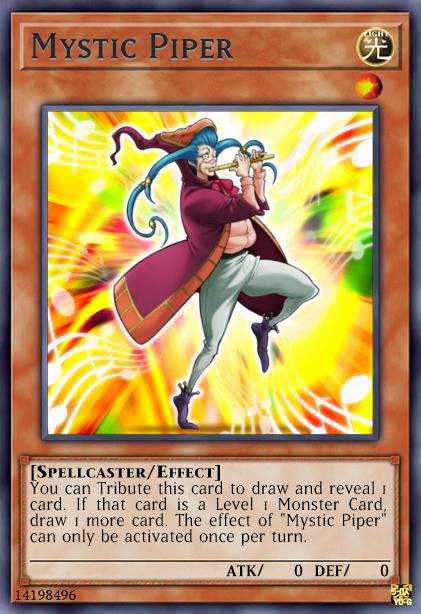 Mystic Piper
LIGHT
光
[Spellcaster/Effect]
You can Tribute this card to draw and reveal 1
card. If that card is a Level 1 Monster Card,
draw 1 more card. The effect of "Mystic Piper"
can only be activated once per turn.
ATK/ 0 DEF/ 0
14198496